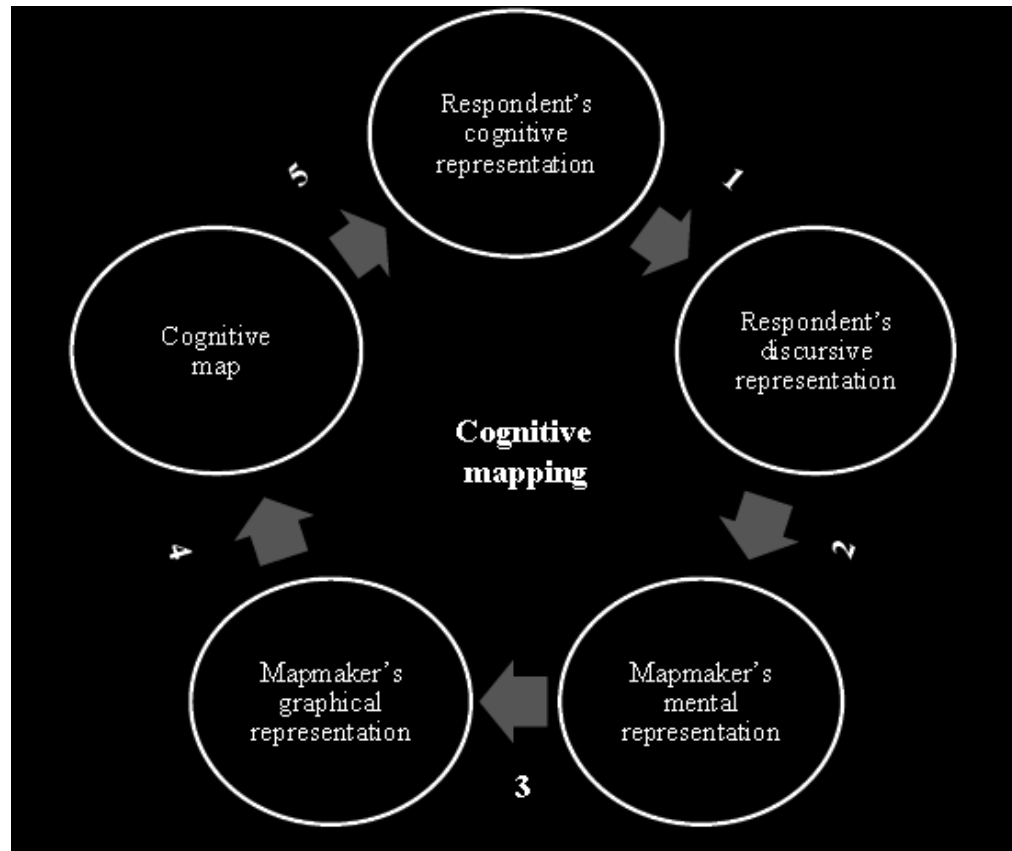 Respondent's
cognitive
representation
5
1
Cognitive
map
Respondent's
discursive
representation
Cognitive
mapping
4
2
Mapmaker's
graphical
representation
Mapmaker's
mental
representation
3